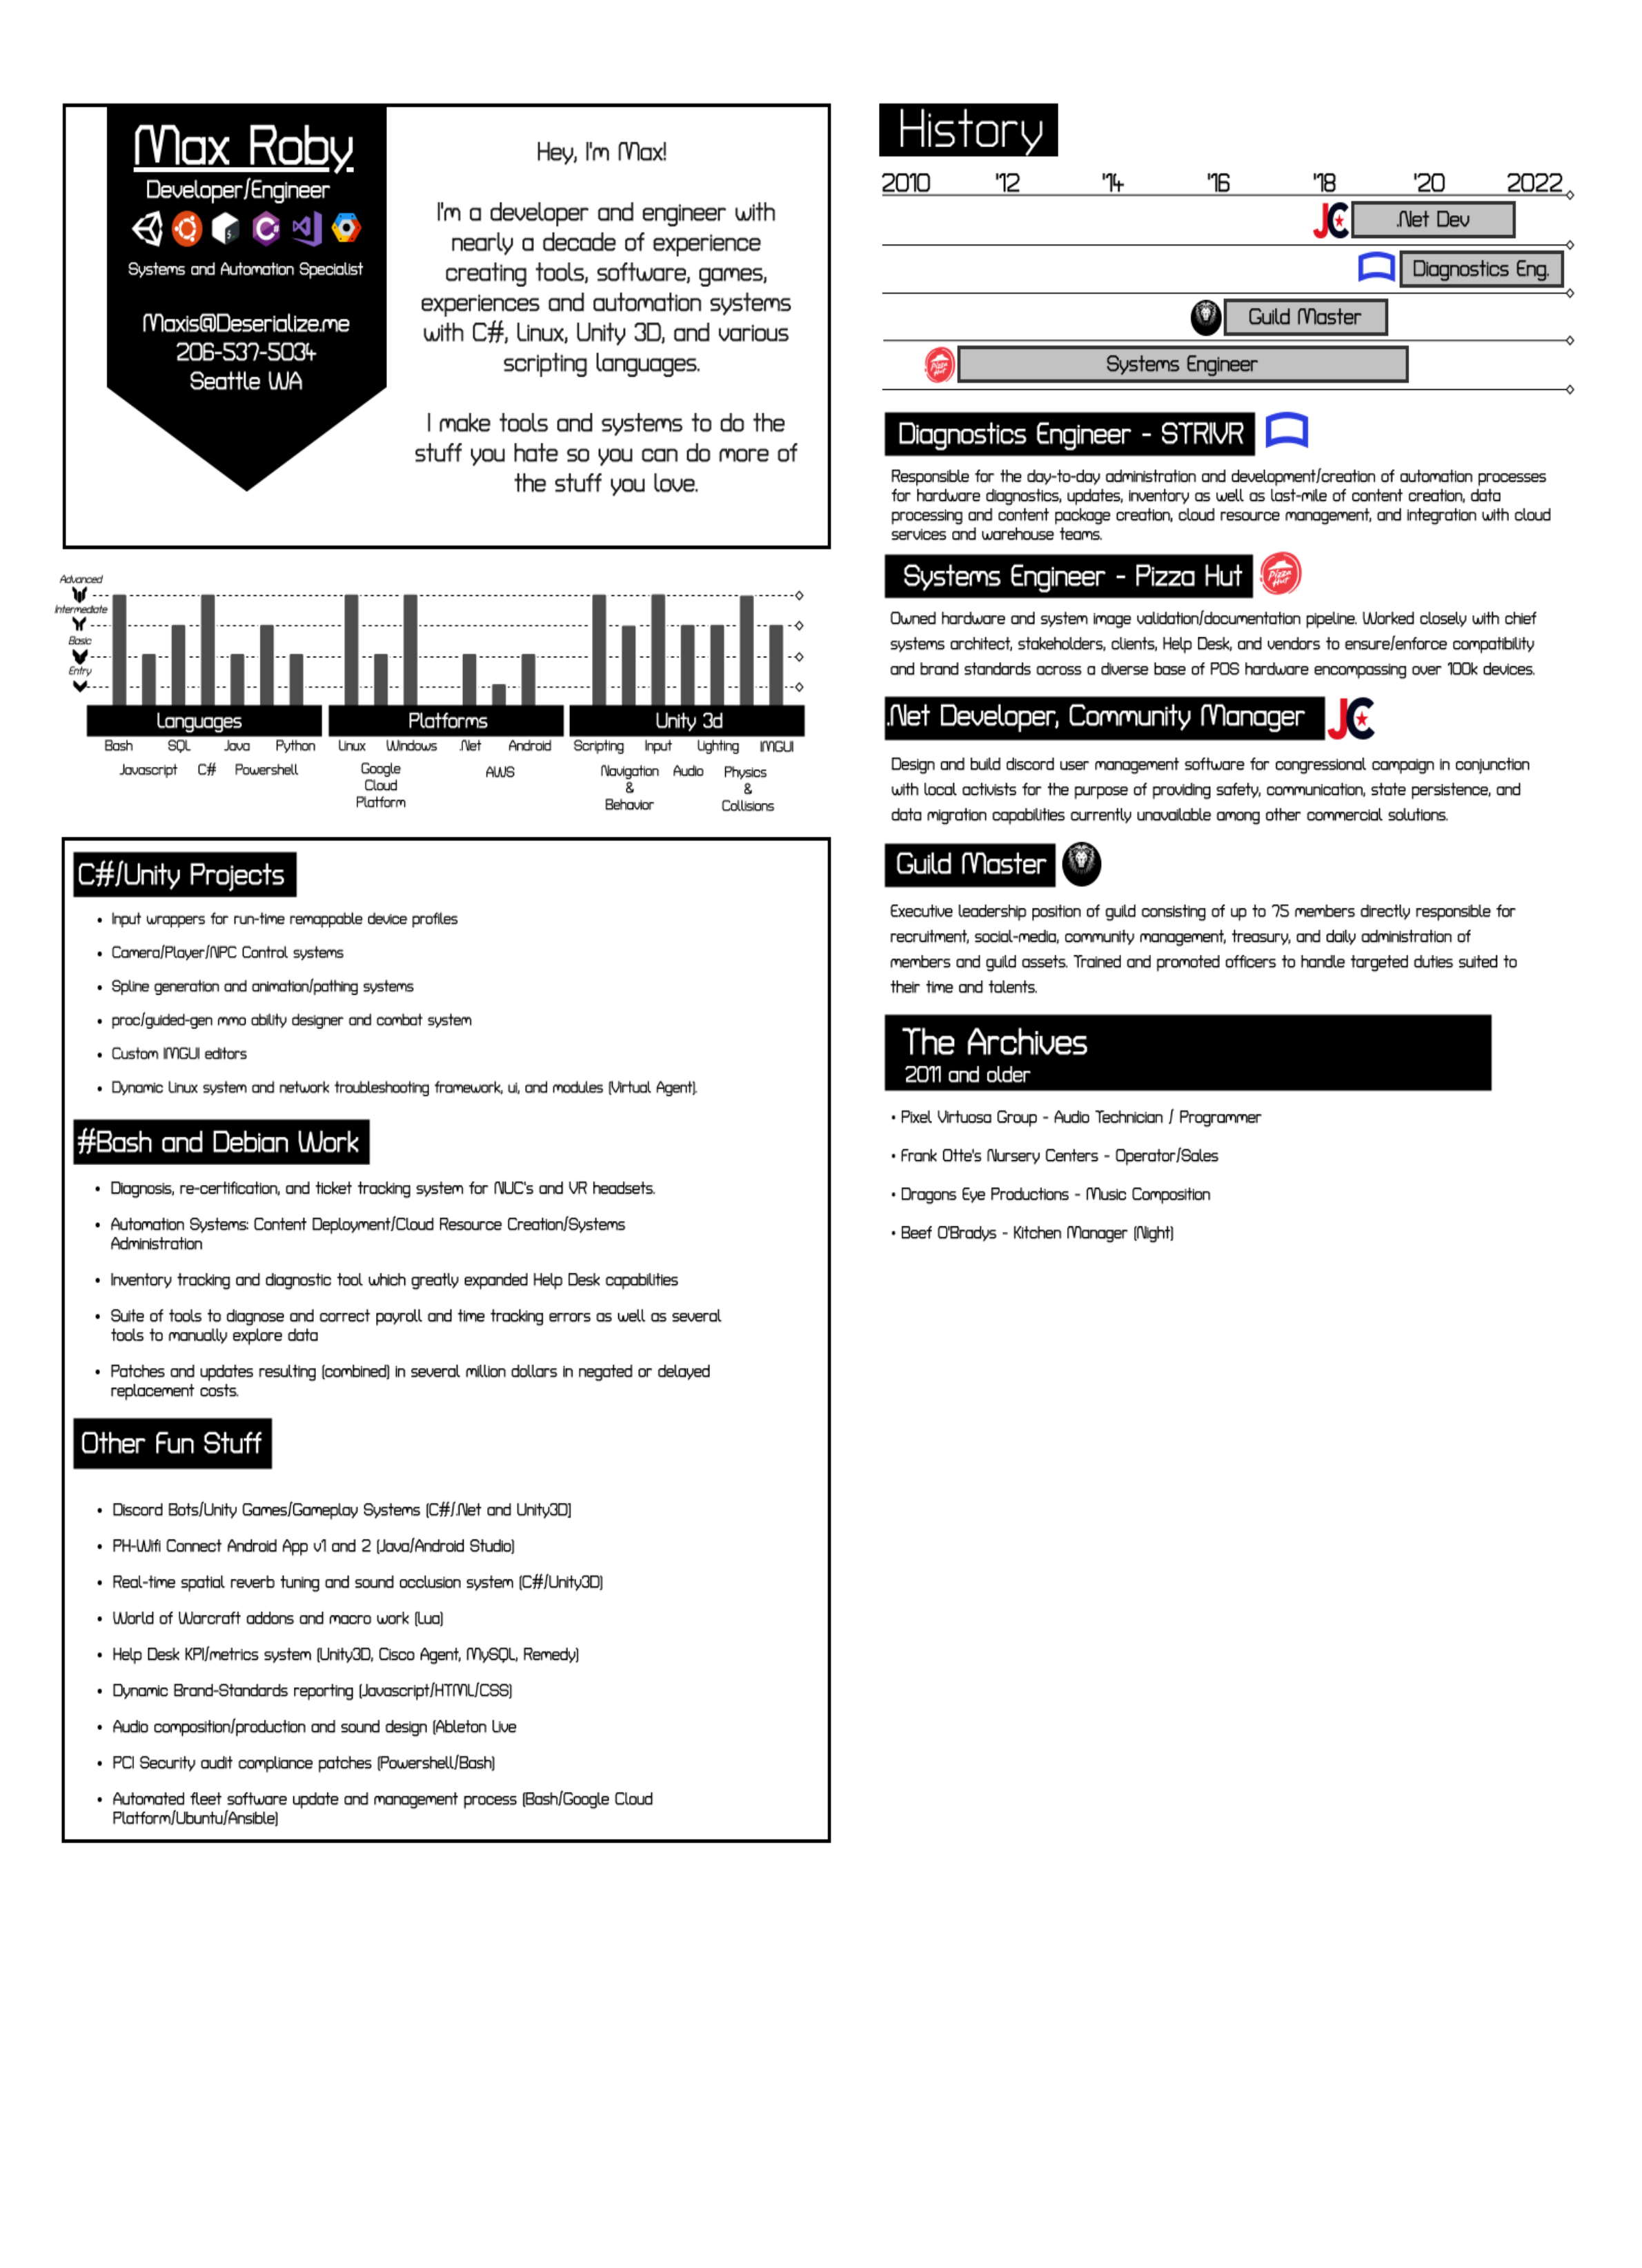 Max Roby
Developer/Engineer
Systems and Automation Specialist
Maxis@Deserialize.me
206-537-5034
Seattle WA
Hey, I'm Max!
I'm a developer and engineer with
nearly a decade of experience
creating tools, software, games,
experiences and automation systems
with C#, Linux, Unity 3D, and various
scripting languages.
I make tools and systems to do the
stuff you hate so you can do more of
the stuff you love.
Advanced
Intermediate
Basic
Entry
Languages
Platforms
Unity 3d
Bash SQL Java Python Linux Windows .Net Android Scripting Input Lighting IMGUI
Javascript C# Powershell
Google
Cloud
Platform
AWS
Navigation
&
Behavior
Audio
Physics
&
Collisions
C#/Unity Projects
• Input wrappers for run-time remappable device profiles
• Camera/Player/NPC Control systems
• Spline generation and animation/pathing systems
• proc/guided-gen mmo ability designer and combat system
• Custom IMGUI editors
• Dynamic Linux system and network troubleshooting framework, ui, and modules (Virtual Agent).
#Bash and Debian Work
• Diagnosis, re-certification, and ticket tracking system for NUC's and VR headsets.
• Automation Systems: Content Deployment/Cloud Resource Creation/Systems
Administration
• Inventory tracking and diagnostic tool which greatly expanded Help Desk capabilities
• Suite of tools to diagnose and correct payroll and time tracking errors as well as several
tools to manually explore data
• Patches and updates resulting (combined) in several million dollars in negated or delayed
replacement costs.
Other Fun Stuff
• Discord Bots/Unity Games/Gameplay Systems (C#/.Net and Unity3D)
• PH-Wifi Connect Android App v1 and 2 (Java/Android Studio)
• Real-time spatial reverb tuning and sound occlusion system (C#/Unity3D)
• World of Warcraft addons and macro work (Lua)
• Help Desk KPI/metrics system (Unity3D, Cisco Agent, MySQL, Remedy)
• Dynamic Brand-Standards reporting (Javascript/HTML/CSS)
• Audio composition/production and sound design (Ableton Live
• PCI Security audit compliance patches (Powershell/Bash)
• Automated fleet software update and management process (Bash/Google Cloud
Platform/Ubuntu/Ansible)
History
2010 '12 '14 '16 '18 '20 2022
JC .Net Dev
Diagnostics Eng.
Guild Master
Pizza Hut Systems Engineer
Diagnostics Engineer - STRIVR
Responsible for the day-to-day administration and development/creation of automation processes
for hardware diagnostics, updates, inventory as well as last-mile of content creation, data
processing and content package creation, cloud resource management, and integration with cloud
services and warehouse teams.
Systems Engineer - Pizza Hut Pizza Hut
Owned hardware and system image validation/documentation pipeline. Worked closely with chief
systems architect, stakeholders, clients, Help Desk, and vendors to ensure/enforce compatibility
and brand standards across a diverse base of POS hardware encompassing over 100k devices.
.Net Developer, Community Manager JC
Design and build discord user management software for congressional campaign in conjunction
with local activists for the purpose of providing safety, communication, state persistence, and
data migration capabilities currently unavailable among other commercial solutions.
Guild Master
Executive leadership position of guild consisting of up to 75 members directly responsible for
recruitment, social-media, community management, treasury, and daily administration of
members and guild assets. Trained and promoted officers to handle targeted duties suited to
their time and talents.
The Archives
2011 and older
• Pixel Virtuosa Group - Audio Technician / Programmer
• Frank Otte's Nursery Centers - Operator/Sales
• Dragons Eye Productions - Music Composition
• Beef O'Bradys - Kitchen Manager (Night)